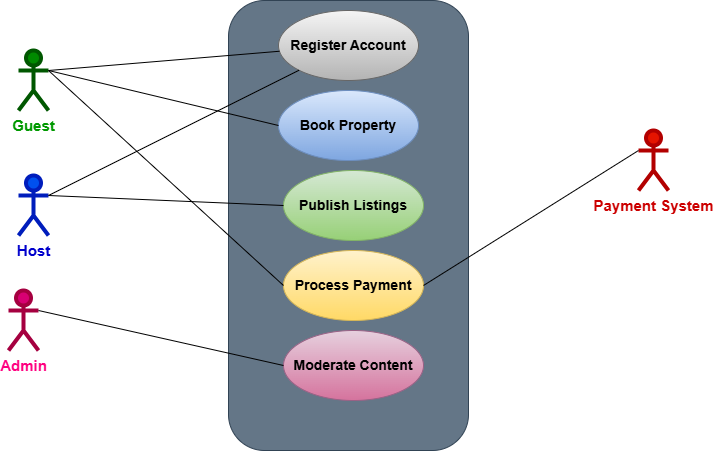 Register Account
Guest
Book Property
Publish Listings
Payment System
Host
Process Payment
Admin
Moderate Content